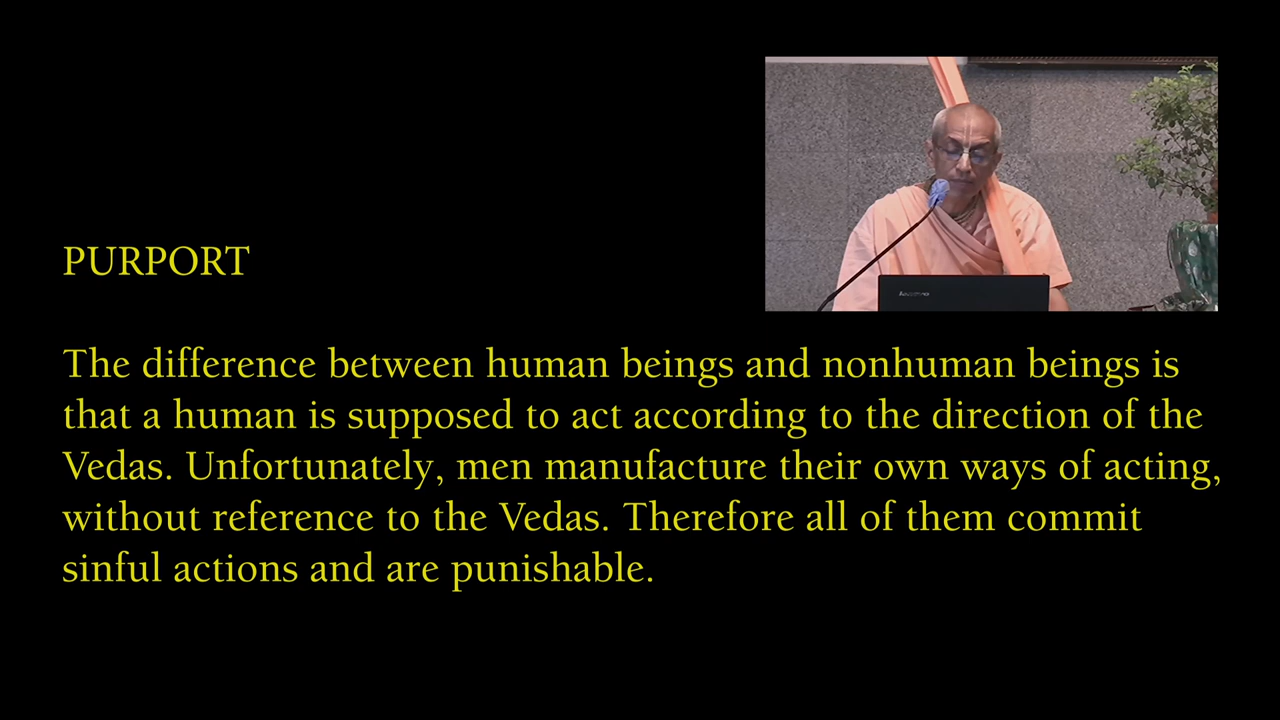 PURPORT
The difference between human beings and nonhuman beings is
that a human is supposed to act according to the direction of the
Vedas. Unfortunately, men manufacture their own ways of acting,
without reference to the Vedas. Therefore all of them commit
sinful actions and are punishable.